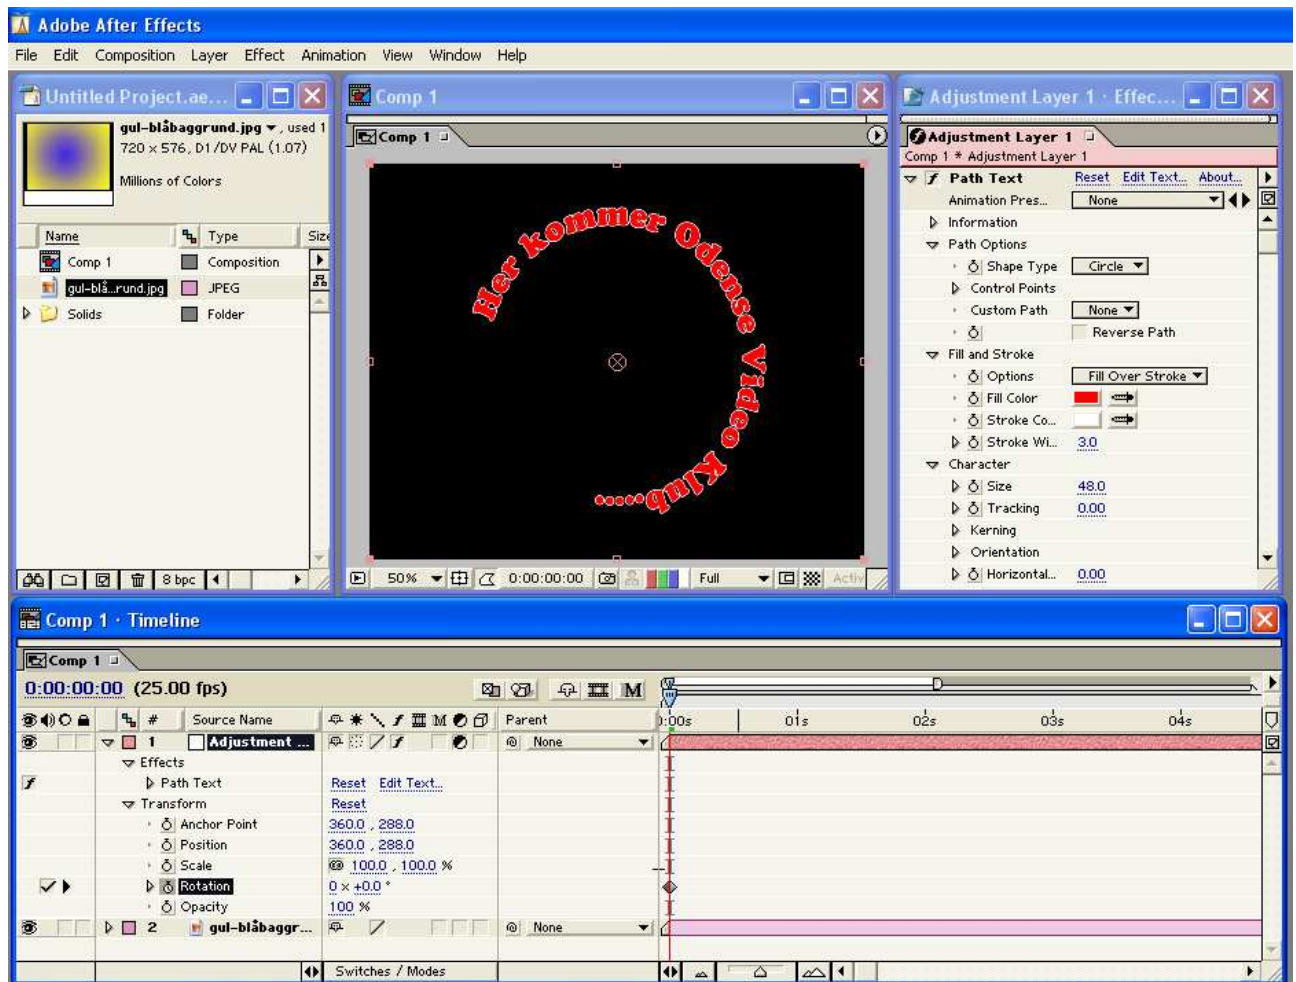 Adobe After Effects
File Edit Composition Layer Effect Animation View Window Help
Untitled Project.ae...
gul-blåbaggrund.jpg , used 1
720 x 576, D1/DV PAL (1.07)
Millions of Colors
Name Type Size
Comp 1 Composition
gul-blå...rund.jpg JPEG
Solids Folder
8 bpc
Comp 1
Comp 1
Her kommer Odense Video Klub.....
50% 0:00:00:00 Full Activ
Adjustment Layer 1 · Effec...
Adjustment Layer 1
Comp 1 * Adjustment Layer 1
Path Text Reset Edit Text... About...
Animation Pres... None
Information
Path Options
Shape Type Circle
Control Points
Custom Path None
Reverse Path
Fill and Stroke
Options Fill Over Stroke
Fill Color
Stroke Co...
Stroke Wi... 3.0
Character
Size 48.0
Tracking 0.00
Kerning
Orientation
Horizontal... 0.00
Comp 1 · Timeline
Comp 1
0:00:00:00 (25.00 fps) M
# Source Name M Parent 0:00s 01s 02s 03s 04s
1 Adjustment ... None
Effects
Path Text Reset Edit Text...
Transform Reset
Anchor Point 360.0 , 288.0
Position 360.0 , 288.0
Scale 100.0 , 100.0 %
Rotation 0 x +0.0 °
Opacity 100 %
2 gul-blåbaggr... None
Switches / Modes